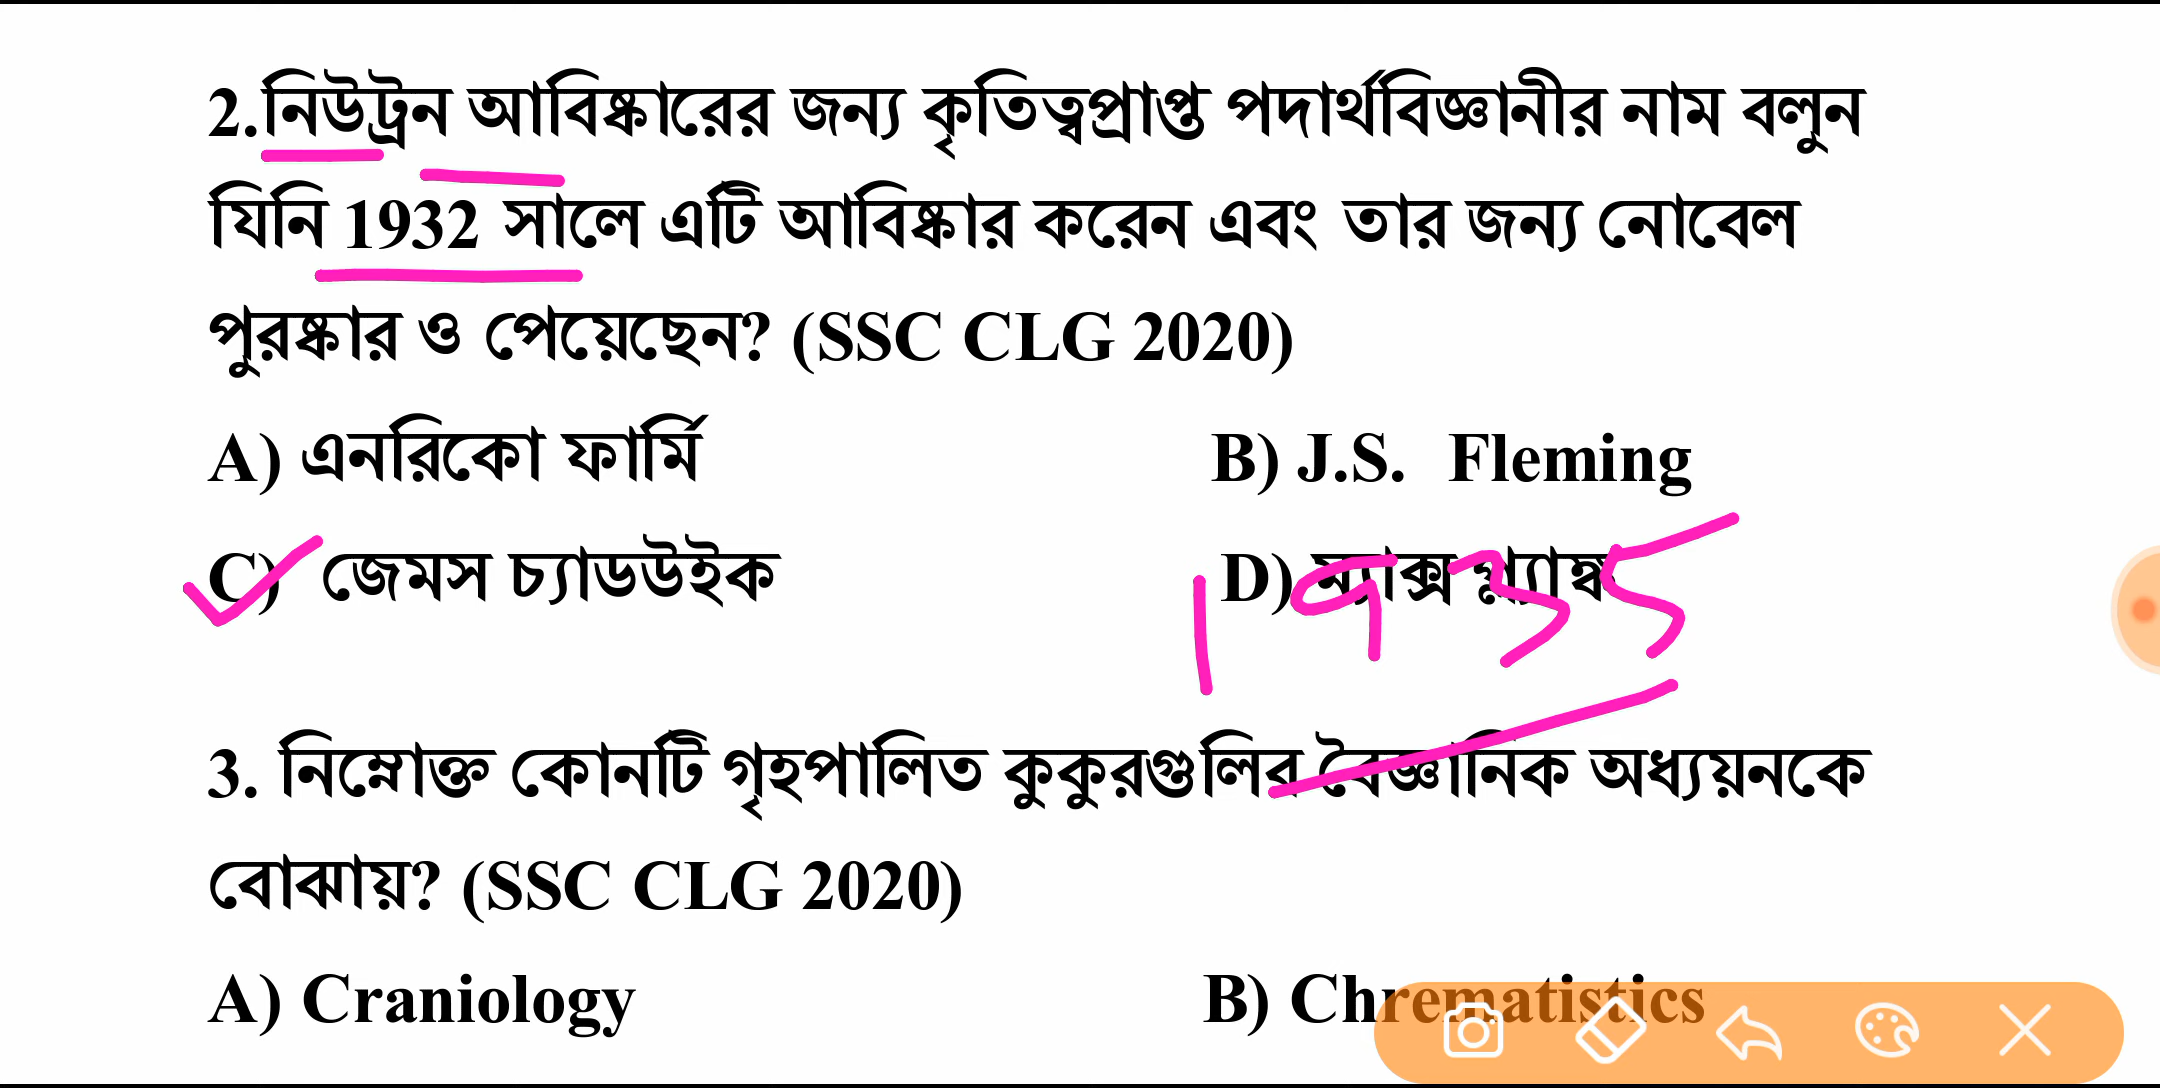 2.নিউট্রন আবিষ্কারের জন্য কৃতিত্বপ্রাপ্ত পদার্থবিজ্ঞানীর নাম বলুন
যিনি 1932 সালে এটি আবিষ্কার করেন এবং তার জন্য নোবেল
পুরষ্কার ও পেয়েছেন? (SSC CLG 2020)
A) এনরিকো ফার্মি B) J.S. Fleming
C) জেমস চ্যাডউইক D) ম্যাক্স প্ল্যাঙ্ক
1935
3. নিম্নোক্ত কোনটি গৃহপালিত কুকুরগুলির বৈজ্ঞানিক অধ্যয়নকে
বোঝায়? (SSC CLG 2020)
A) Craniology B) Chrematistics